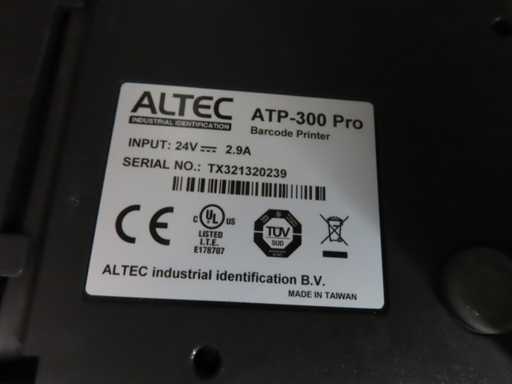 ALTEC
INDUSTRIAL IDENTIFICATION
ATP-300 Pro
Barcode Printer
INPUT: 24V ⎓ 2.9A
SERIAL NO.: TX321320239
CE
C UL US
LISTED
I.T.E.
E178707
TÜV
SUD
ALTEC industrial identification B.V.
MADE IN TAIWAN